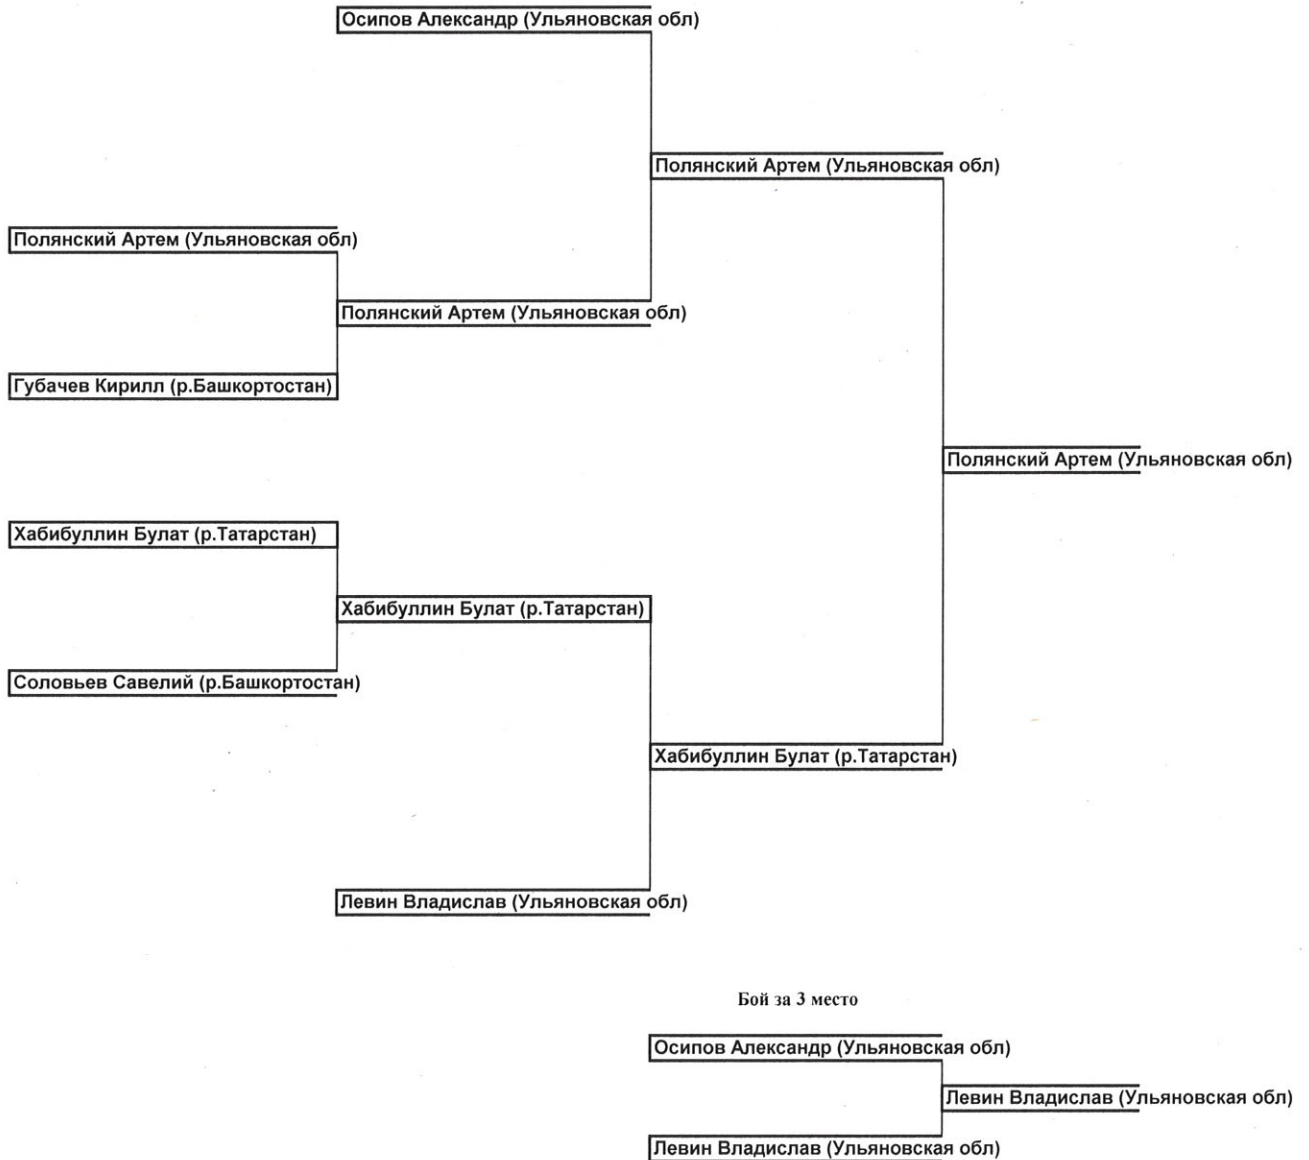 Осипов Александр (Ульяновская обл)
Полянский Артем (Ульяновская обл)
Полянский Артем (Ульяновская обл)
Полянский Артем (Ульяновская обл)
Губачев Кирилл (р.Башкортостан)
Полянский Артем (Ульяновская обл)
Хабибуллин Булат (р.Татарстан)
Хабибуллин Булат (р.Татарстан)
Соловьев Савелий (р.Башкортостан)
Хабибуллин Булат (р.Татарстан)
Левин Владислав (Ульяновская обл)
Бой за 3 место
Осипов Александр (Ульяновская обл)
Левин Владислав (Ульяновская обл)
Левин Владислав (Ульяновская обл)